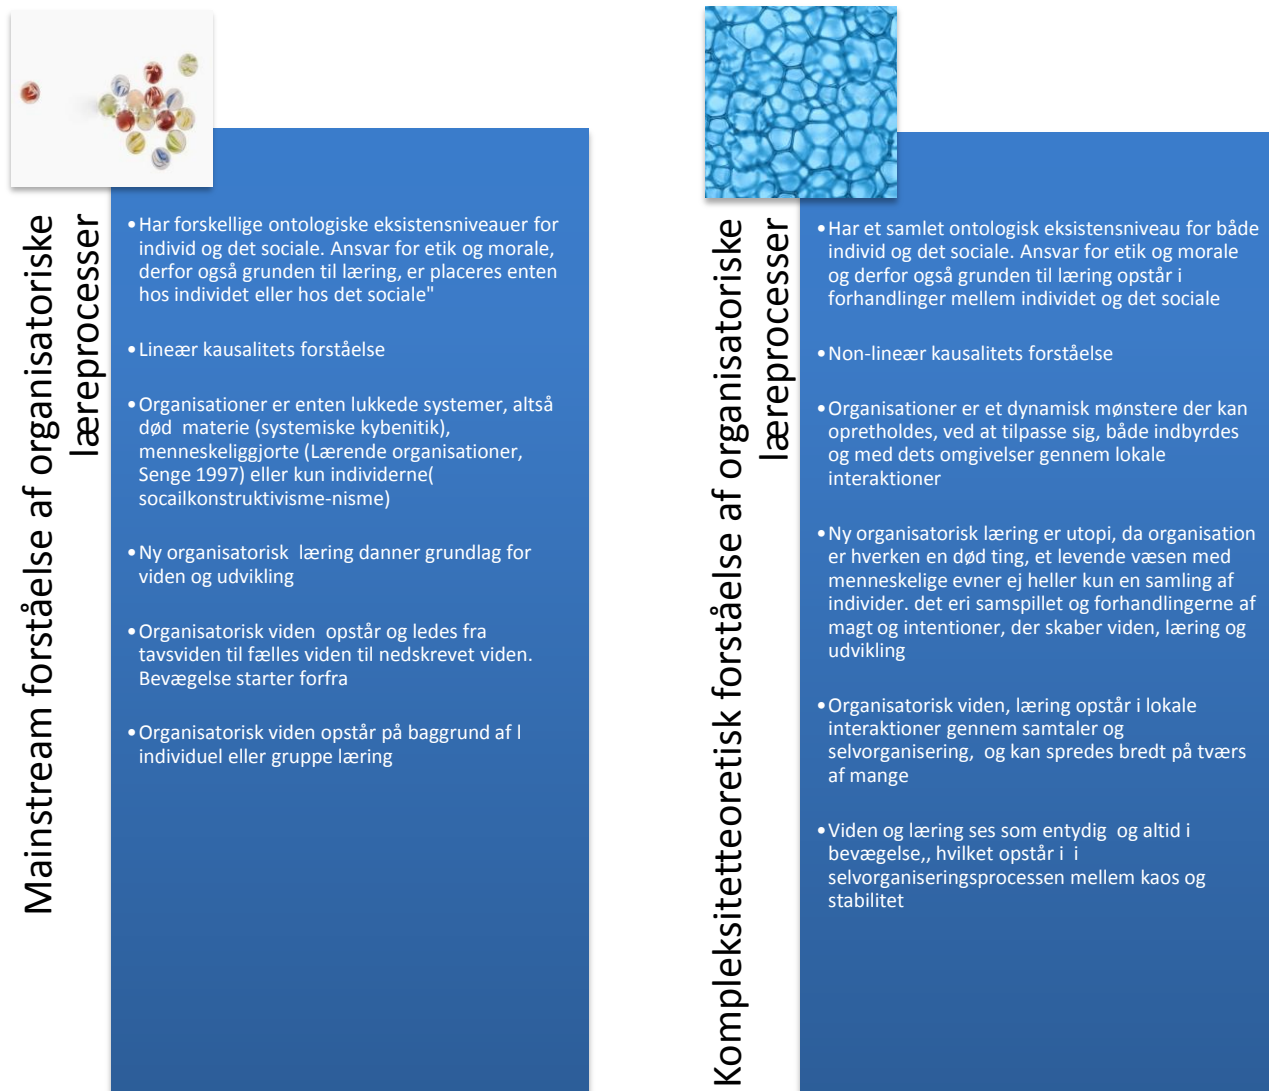 Mainstream forståelse af organisatoriske
læreprocesser
•Har forskellige ontologiske eksistensniveauer for
individ og det sociale. Ansvar for etik og morale,
derfor også grunden til læring, er placeres enten
hos individet eller hos det sociale"
•Lineær kausalitets forståelse
•Organisationer er enten lukkede systemer, altså
død  materie (systemiske kybenitik),
menneskeliggjorte (Lærende organisationer,
Senge 1997) eller kun individerne(
socailkonstruktivisme-nisme)
•Ny organisatorisk  læring danner grundlag for
viden og udvikling
•Organisatorisk viden  opstår og ledes fra
tavsviden til fælles viden til nedskrevet viden.
Bevægelse starter forfra
•Organisatorisk viden opstår på baggrund af l
individuel eller gruppe læring
Kompleksitetteoretisk forståelse af organisatoriske
læreprocesser
•Har et samlet ontologisk eksistensniveau for både
individ og det sociale. Ansvar for etik og morale
og derfor også grunden til læring opstår i
forhandlinger mellem individet og det sociale
•Non-lineær kausalitets forståelse
•Organisationer er et dynamisk mønstere der kan
opretholdes, ved at tilpasse sig, både indbyrdes
og med dets omgivelser gennem lokale
interaktioner
•Ny organisatorisk læring er utopi, da organisation
er hverken en død ting, et levende væsen med
menneskelige evner ej heller kun en samling af
individer. det eri samspillet og forhandlingerne af
magt og intentioner, der skaber viden, læring og
udvikling
•Organisatorisk viden, læring opstår i lokale
interaktioner gennem samtaler og
selvorganisering,  og kan spredes bredt på tværs
af mange
•Viden og læring ses som entydig  og altid i
bevægelse,, hvilket opstår i  i
selvorganiseringsprocessen mellem kaos og
stabilitet